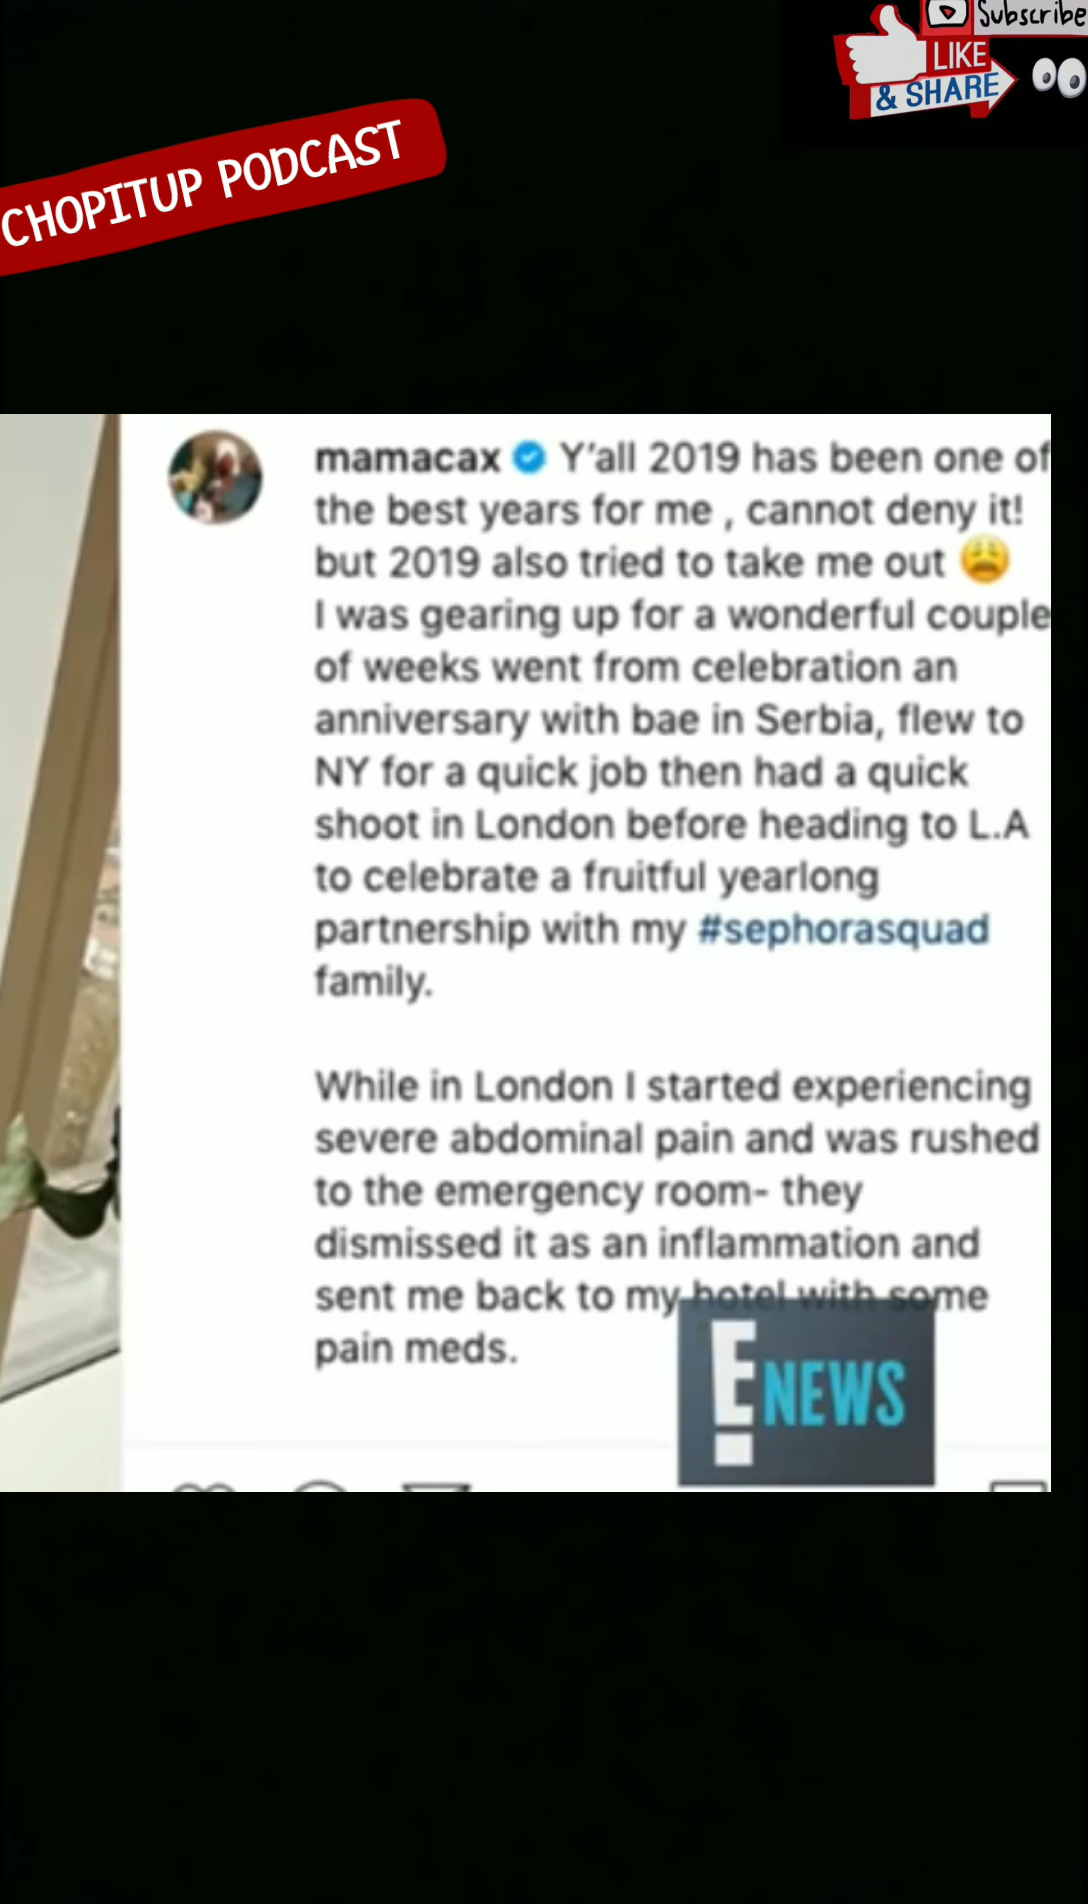 Subscribe
LIKE
& SHARE
CHOPITUP PODCAST
mamacax Y'all 2019 has been one of
the best years for me , cannot deny it!
but 2019 also tried to take me out 😩
I was gearing up for a wonderful couple
of weeks went from celebration an
anniversary with bae in Serbia, flew to
NY for a quick job then had a quick
shoot in London before heading to L.A
to celebrate a fruitful yearlong
partnership with my #sephorasquad
family.
While in London I started experiencing
severe abdominal pain and was rushed
to the emergency room- they
dismissed it as an inflammation and
sent me back to my hotel with some
pain meds.
E! NEWS